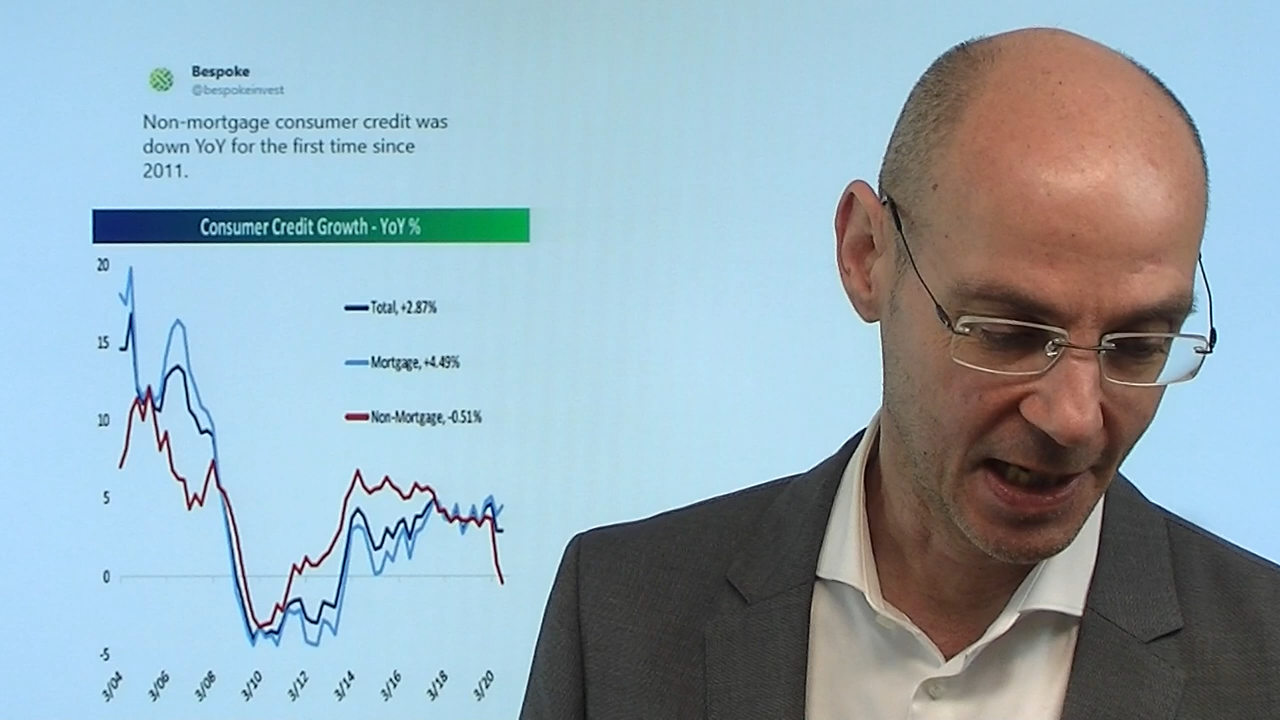 Bespoke
@bespokeinvest
Non-mortgage consumer credit was
down YoY for the first time since
2011.
Consumer Credit Growth - YoY %
20
15
10
5
0
-5
Total, +2.87%
Mortgage, +4.49%
Non-Mortgage, -0.51%
3/04
3/06
3/08
3/10
3/12
3/14
3/16
3/18
3/20